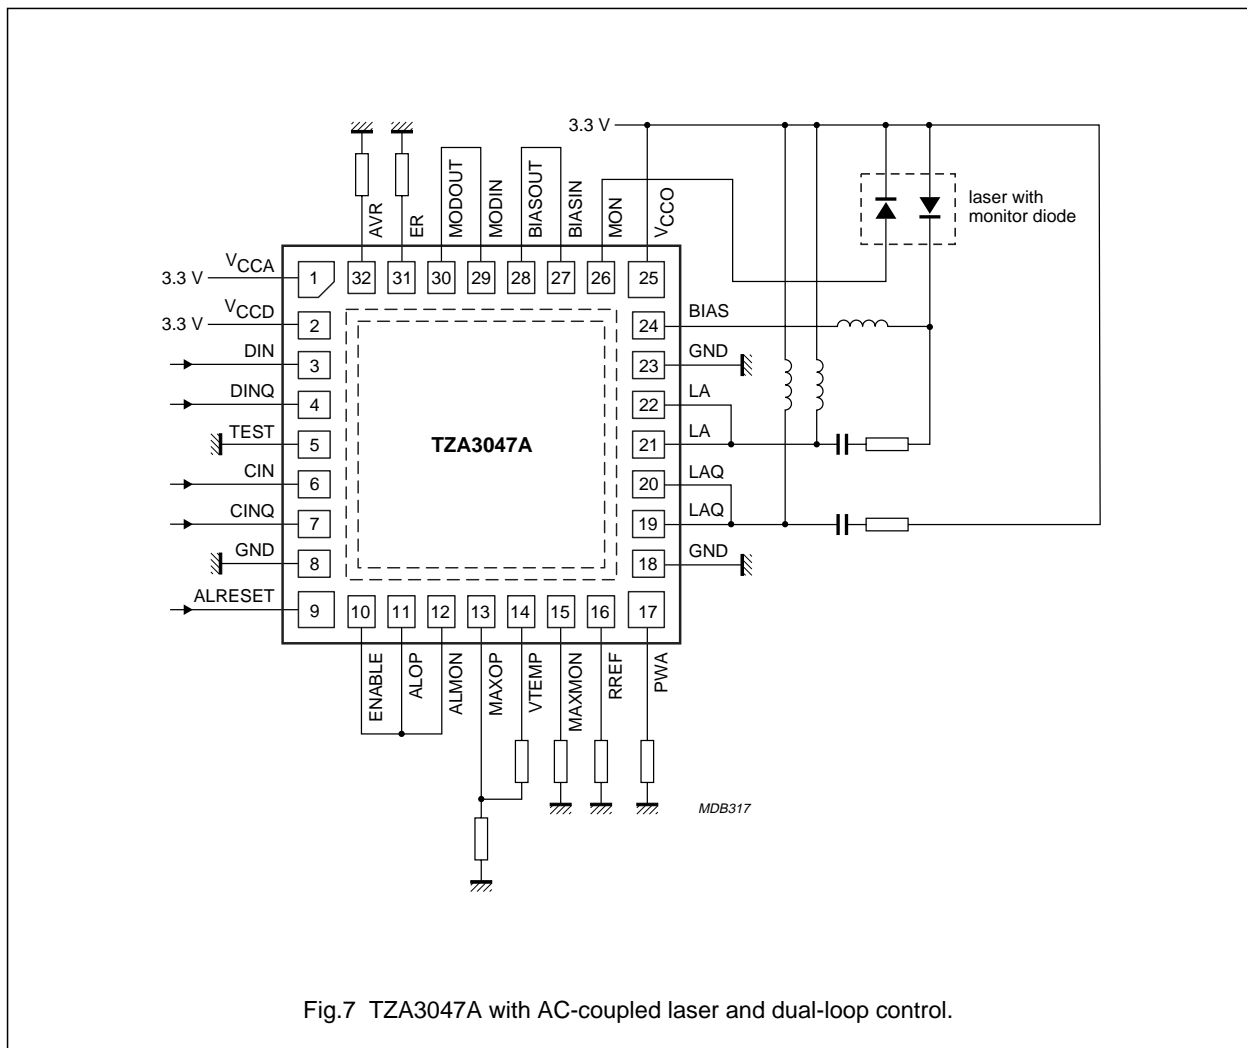 3.3 V
AVR
ER
MODOUT
MODIN
BIASOUT
BIASIN
MON
VCCO
laser with
monitor diode
3.3 V
VCCA
1
32
31
30
29
28
27
26
25
3.3 V
VCCD
2
24
BIAS
DIN
3
23
GND
DINQ
4
22
LA
TEST
5
TZA3047A
21
LA
CIN
6
20
LAQ
CINQ
7
19
LAQ
GND
8
18
GND
ALRESET
9
10
11
12
13
14
15
16
17
ENABLE
ALOP
ALMON
MAXOP
VTEMP
MAXMON
RREF
PWA
MDB317
Fig.7 TZA3047A with AC-coupled laser and dual-loop control.